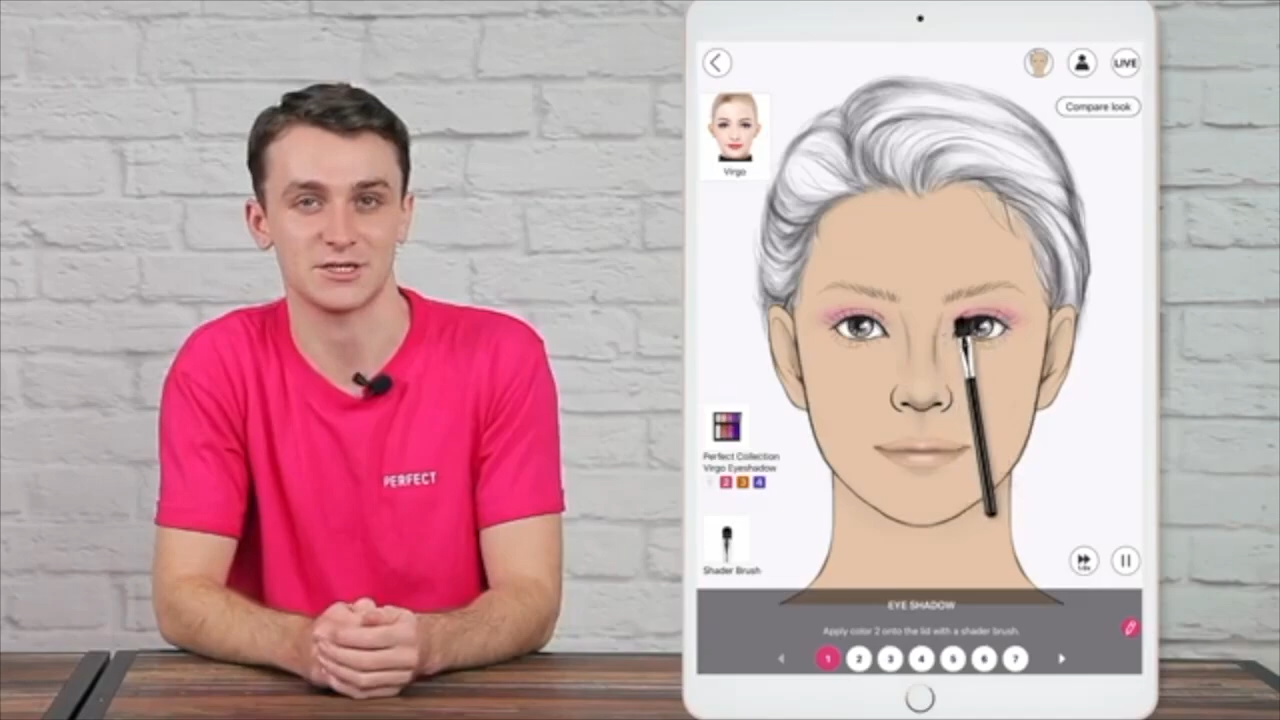 PERFECT
LIVE
Compare look
Virgo
Perfect Collection
Virgo Eyeshadow
2 3 4
Shader Brush
EYE SHADOW
Apply color 2 onto the lid with a shader brush.
1 2 3 4 5 6 7